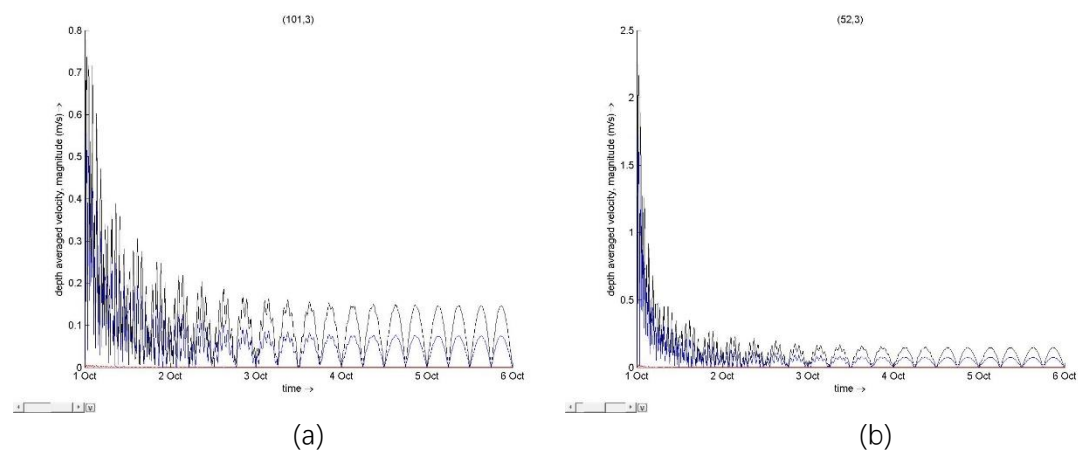 (101,3)
depth averaged velocity, magnitude (m/s) →
0.8
0.7
0.6
0.5
0.4
0.3
0.2
0.1
0
1 Oct 2 Oct 3 Oct 4 Oct 5 Oct 6 Oct
time →
V
(a)
(52,3)
depth averaged velocity, magnitude (m/s) →
2.5
2
1.5
1
0.5
0
1 Oct 2 Oct 3 Oct 4 Oct 5 Oct 6 Oct
time →
V
(b)